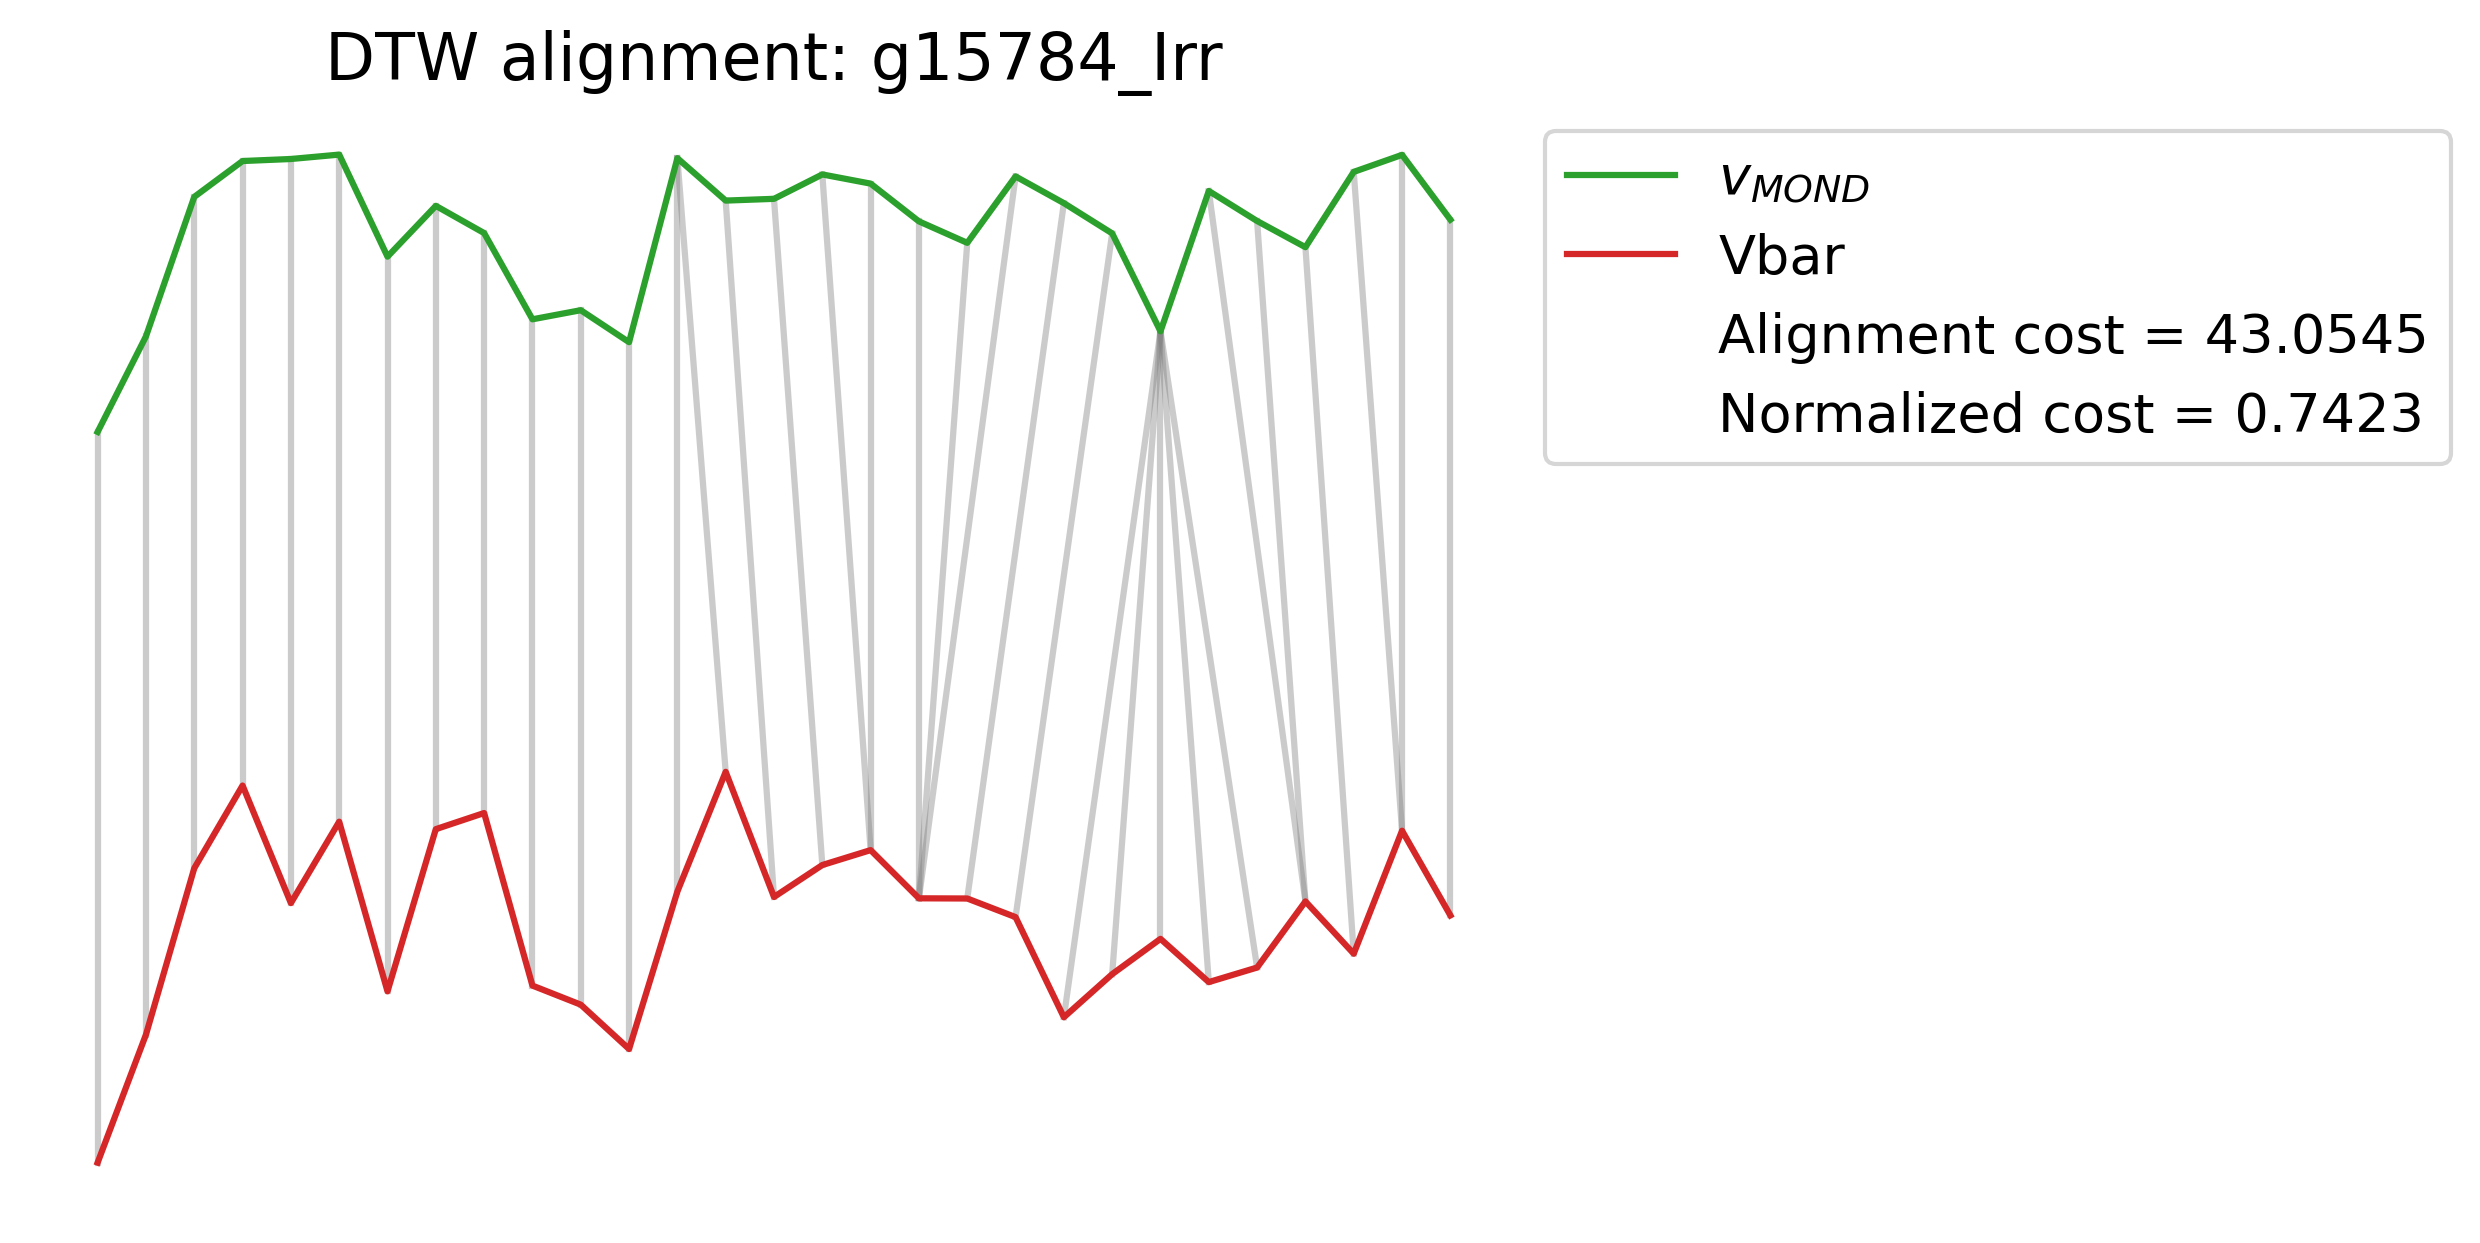 DTW alignment: g15784_Irr
v_MOND
Vbar
Alignment cost = 43.0545
Normalized cost = 0.7423